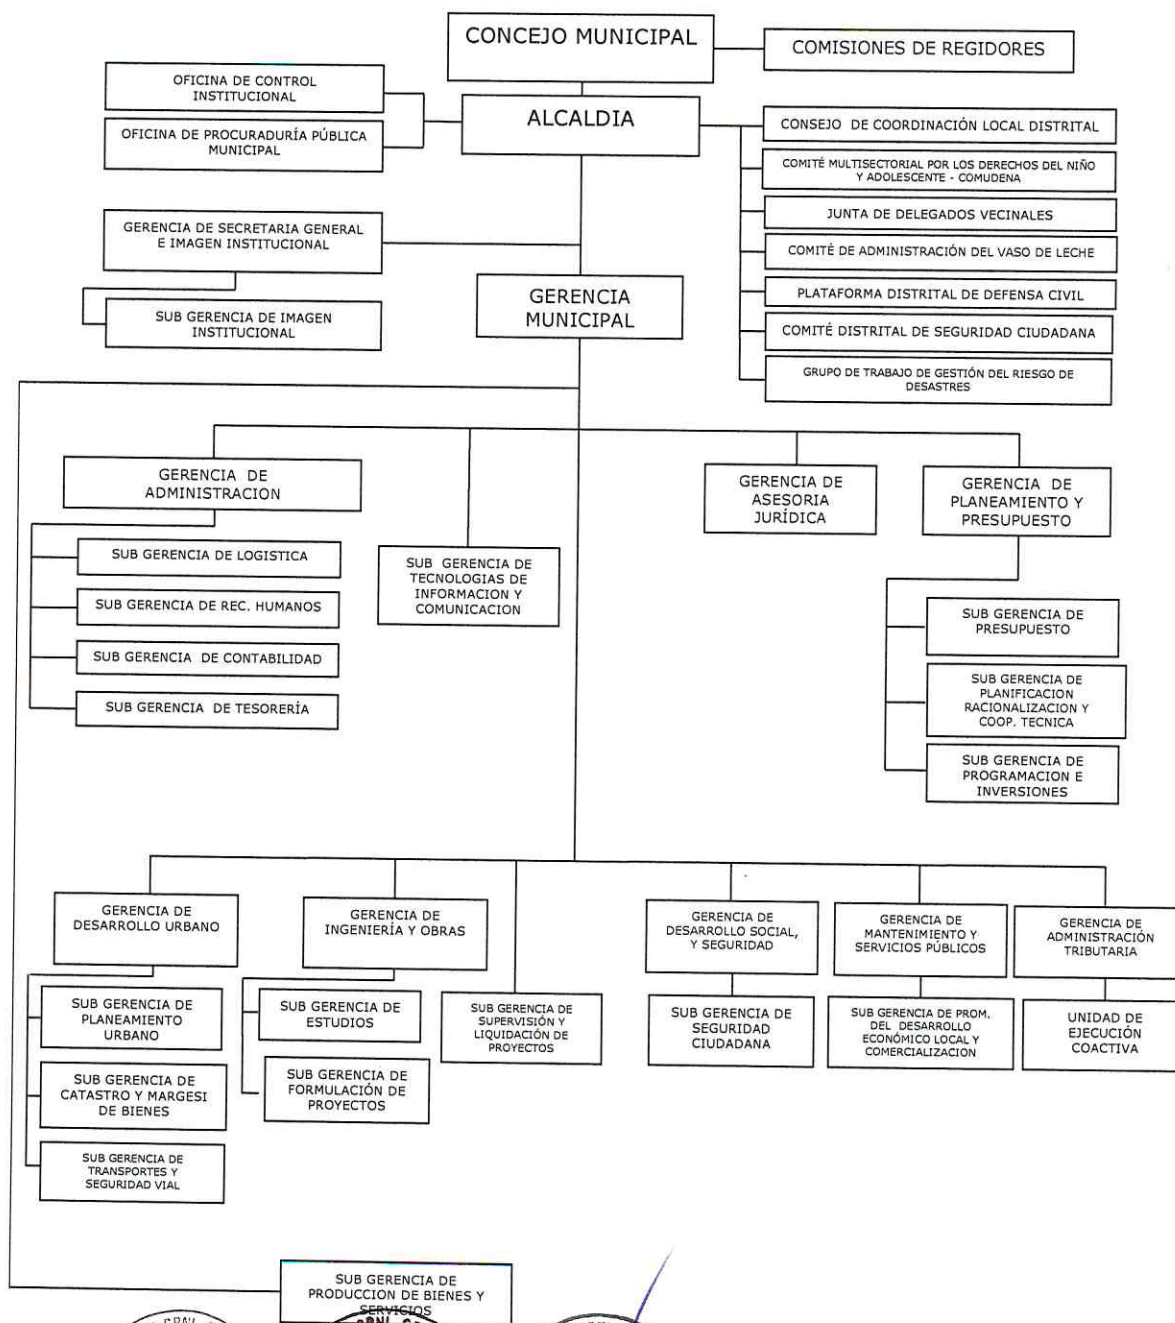 CONCEJO MUNICIPAL
COMISIONES DE REGIDORES
OFICINA DE CONTROL
INSTITUCIONAL
OFICINA DE PROCURADURÍA PÚBLICA
MUNICIPAL
ALCALDIA
CONSEJO DE COORDINACIÓN LOCAL DISTRITAL
COMITÉ MULTISECTORIAL POR LOS DERECHOS DEL NIÑO
Y ADOLESCENTE - COMUDENA
JUNTA DE DELEGADOS VECINALES
COMITÉ DE ADMINISTRACIÓN DEL VASO DE LECHE
PLATAFORMA DISTRITAL DE DEFENSA CIVIL
COMITÉ DISTRITAL DE SEGURIDAD CIUDADANA
GRUPO DE TRABAJO DE GESTIÓN DEL RIESGO DE
DESASTRES
GERENCIA DE SECRETARIA GENERAL
E IMAGEN INSTITUCIONAL
SUB GERENCIA DE IMAGEN
INSTITUCIONAL
GERENCIA
MUNICIPAL
GERENCIA DE
ADMINISTRACION
SUB GERENCIA DE LOGISTICA
SUB GERENCIA DE REC. HUMANOS
SUB GERENCIA DE CONTABILIDAD
SUB GERENCIA DE TESORERÍA
SUB GERENCIA DE
TECNOLOGIAS DE
INFORMACION Y
COMUNICACION
GERENCIA DE
ASESORIA
JURÍDICA
GERENCIA DE
PLANEAMIENTO Y
PRESUPUESTO
SUB GERENCIA DE
PRESUPUESTO
SUB GERENCIA DE
PLANIFICACION
RACIONALIZACION Y
COOP. TECNICA
SUB GERENCIA DE
PROGRAMACION E
INVERSIONES
GERENCIA DE
DESARROLLO URBANO
SUB GERENCIA DE
PLANEAMIENTO
URBANO
SUB GERENCIA DE
CATASTRO Y MARGESI
DE BIENES
SUB GERENCIA DE
TRANSPORTES Y
SEGURIDAD VIAL
GERENCIA DE
INGENIERÍA Y OBRAS
SUB GERENCIA DE
ESTUDIOS
SUB GERENCIA DE
FORMULACIÓN DE
PROYECTOS
SUB GERENCIA DE
SUPERVISIÓN Y
LIQUIDACIÓN DE
PROYECTOS
GERENCIA DE
DESARROLLO SOCIAL,
Y SEGURIDAD
SUB GERENCIA DE
SEGURIDAD
CIUDADANA
GERENCIA DE
MANTENIMIENTO Y
SERVICIOS PÚBLICOS
SUB GERENCIA DE PROM.
DEL DESARROLLO
ECONÓMICO LOCAL Y
COMERCIALIZACION
GERENCIA DE
ADMINISTRACIÓN
TRIBUTARIA
UNIDAD DE
EJECUCIÓN
COACTIVA
SUB GERENCIA DE
PRODUCCION DE BIENES Y
SERVICIOS